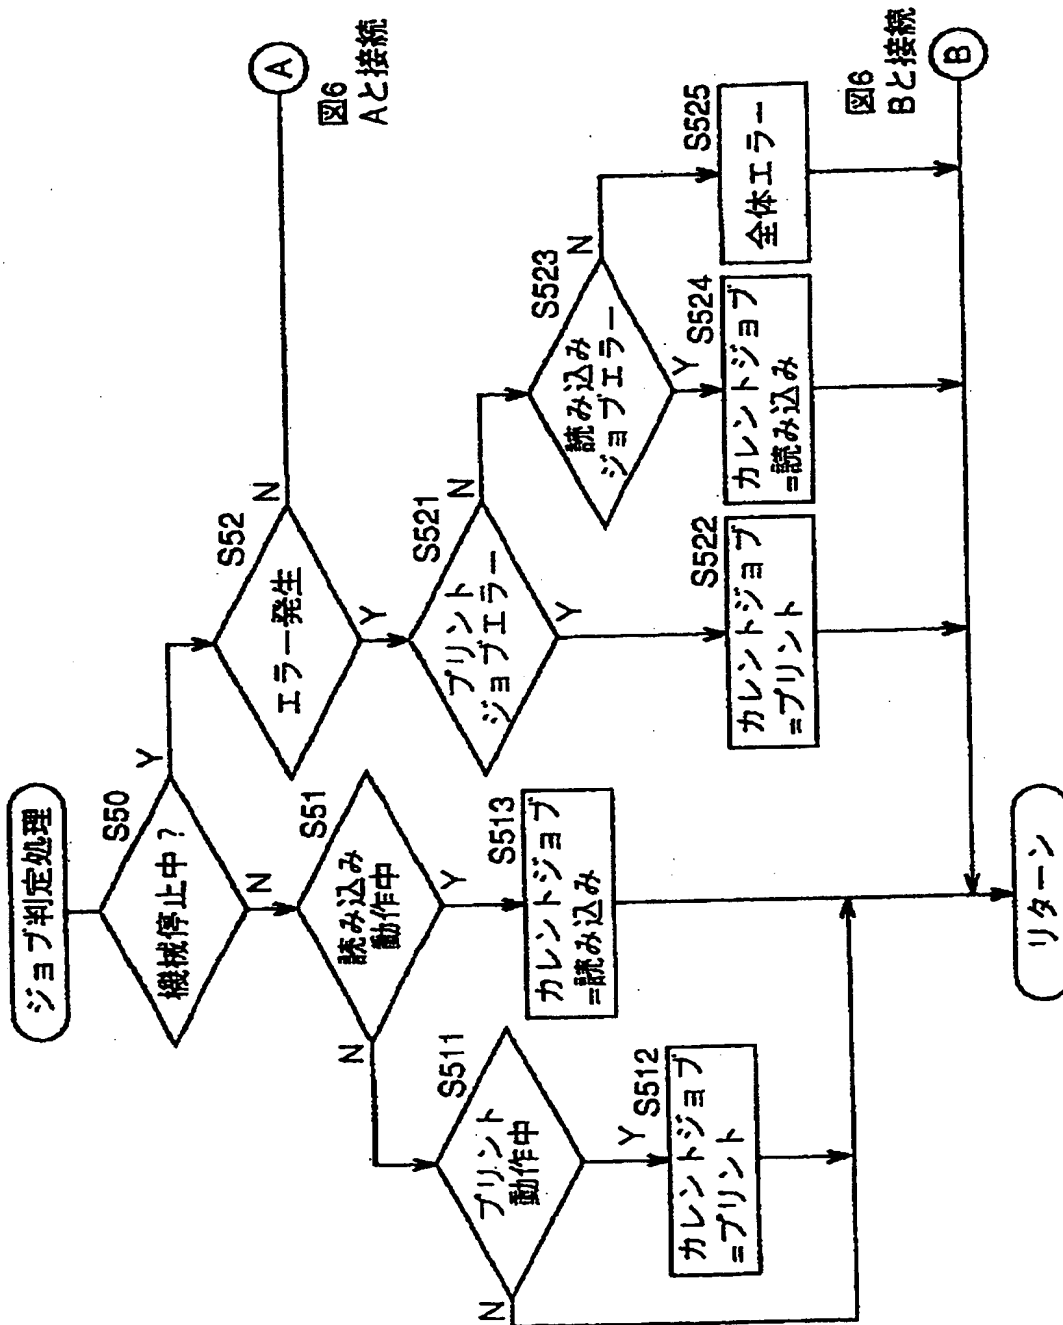 ジョブ判定処理
S50
機械停止中?
Y
N
S52
エラー発生
N
Y
A
図6
Aと接続
S51
読み込み
動作中
N
Y
S521
プリント
ジョブエラー
N
Y
S523
読み込み
ジョブエラー
N
Y
S511
プリント
動作中
N
Y
S512
カレントジョブ
=プリント
S513
カレントジョブ
=読み込み
S522
カレントジョブ
=プリント
S524
カレントジョブ
=読み込み
S525
全体エラー
図6
Bと接続
B
リターン